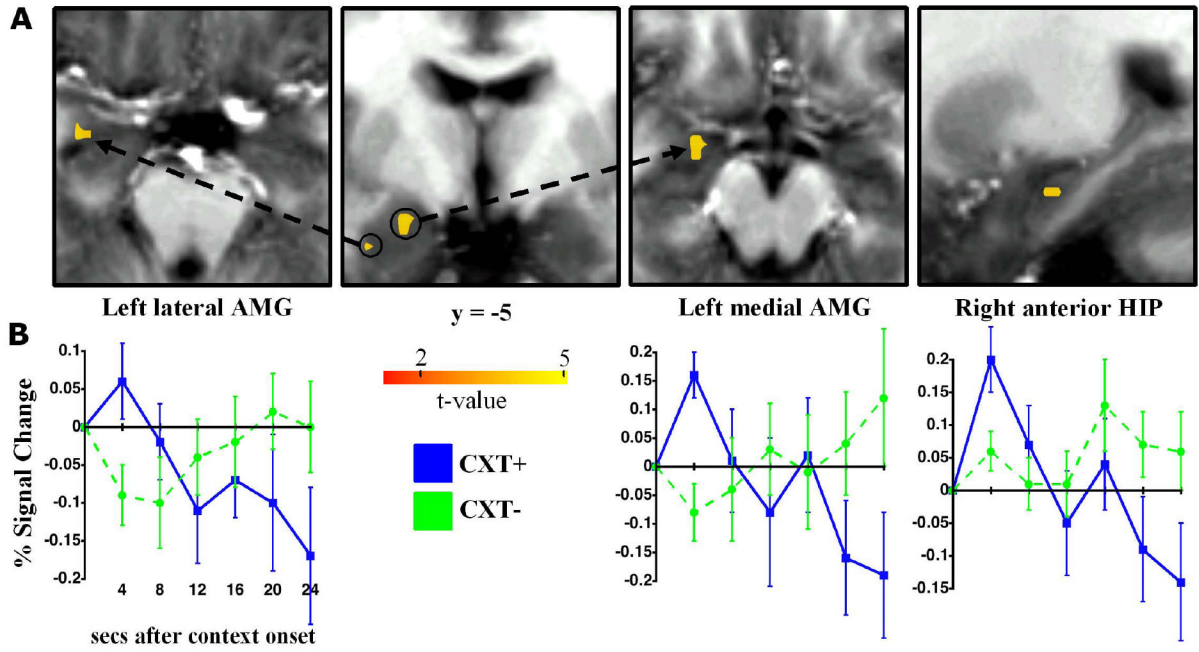 A
Left lateral AMG
y = -5
Left medial AMG
Right anterior HIP
B
% Signal Change
0.1
0.05
0
-0.05
-0.1
-0.15
-0.2
4 8 12 16 20 24
secs after context onset
2 5
t-value
CXT+
CXT-
0.2
0.15
0.1
0.05
0
-0.05
-0.1
-0.15
-0.2
0.2
0.15
0.1
0.05
0
-0.05
-0.1
-0.15